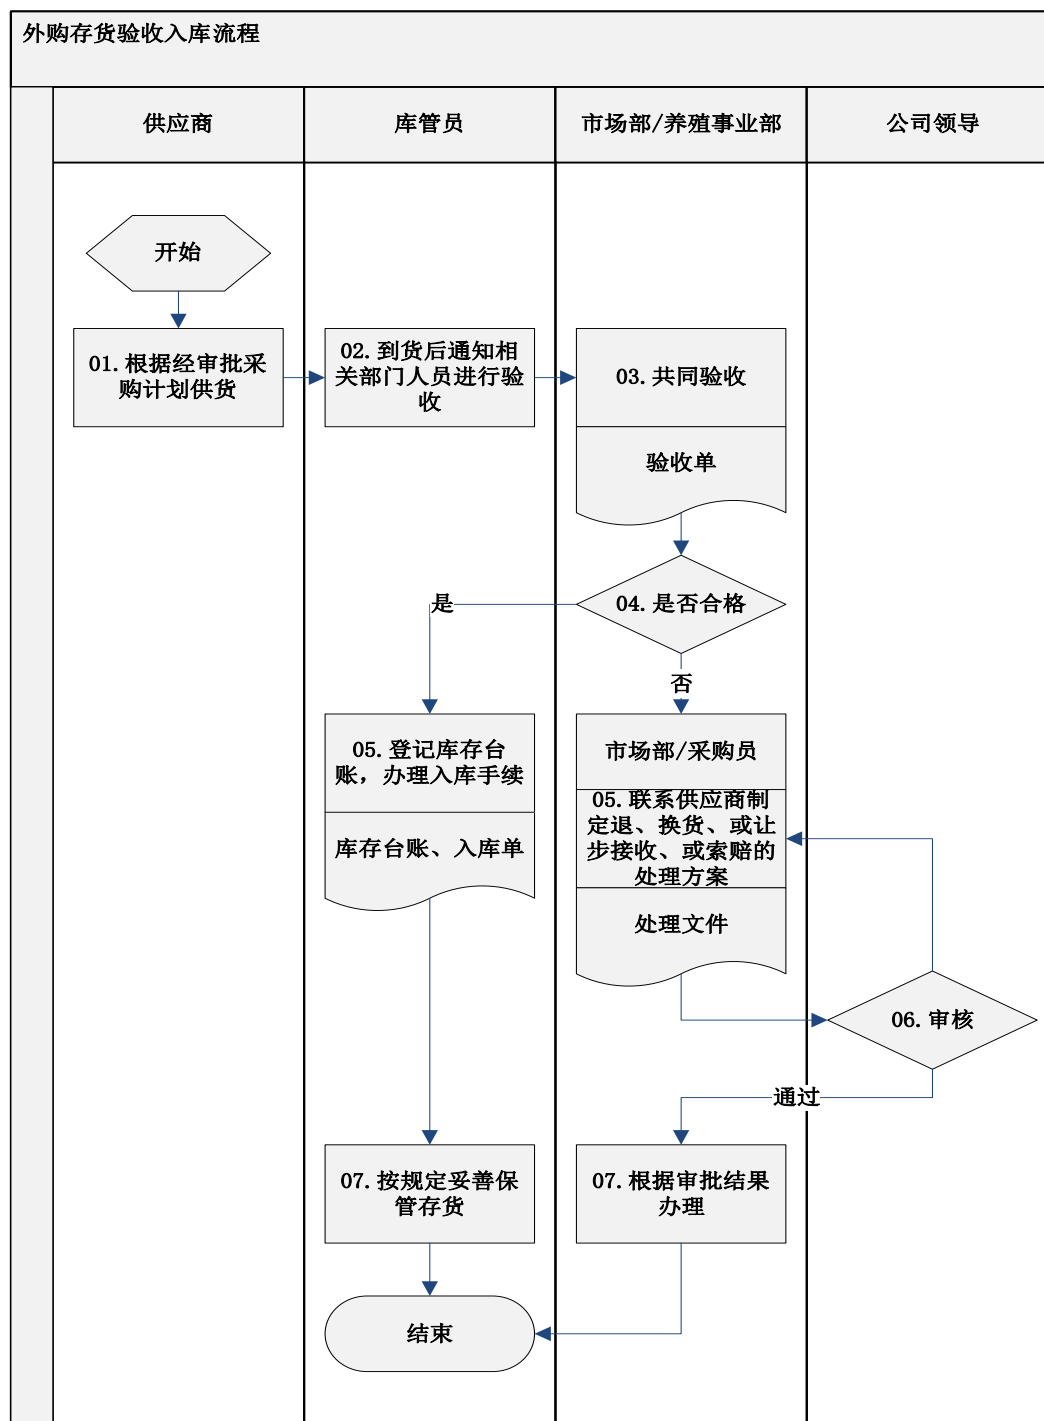 外购存货验收入库流程
供应商
库管员
市场部/养殖事业部
公司领导
开始
01.根据经审批采
购计划供货
02.到货后通知相
关部门人员进行验
收
03.共同验收
验收单
04.是否合格
是
否
05.登记库存台
账，办理入库手续
库存台账、入库单
市场部/采购员
05.联系供应商制
定退、换货、或让
步接收、或索赔的
处理方案
处理文件
06.审核
通过
07.按规定妥善保
管存货
07.根据审批结果
办理
结束